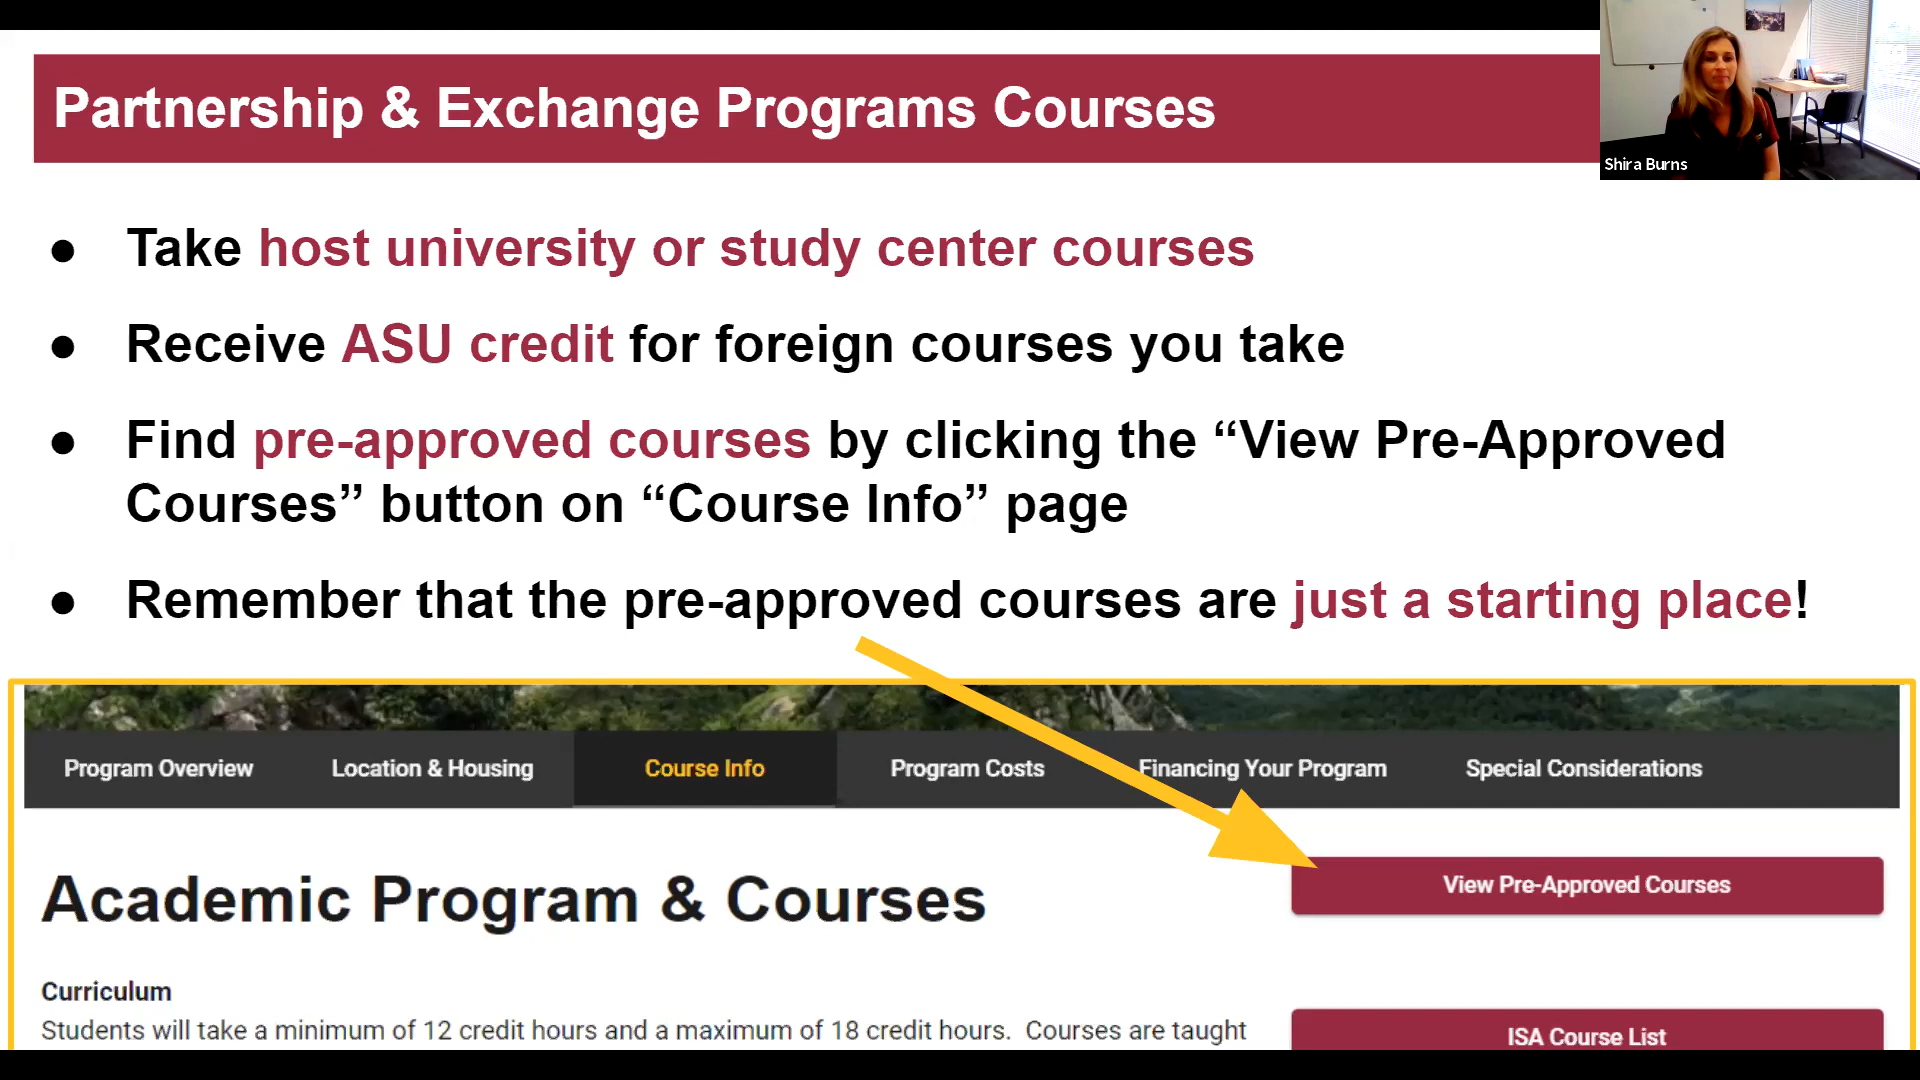 Partnership & Exchange Programs Courses
Shira Burns
● Take host university or study center courses
● Receive ASU credit for foreign courses you take
● Find pre-approved courses by clicking the “View Pre-Approved
Courses” button on “Course Info” page
● Remember that the pre-approved courses are just a starting place!
Program Overview Location & Housing Course Info Program Costs Financing Your Program Special Considerations
Academic Program & Courses
View Pre-Approved Courses
Curriculum
Students will take a minimum of 12 credit hours and a maximum of 18 credit hours. Courses are taught
ISA Course List